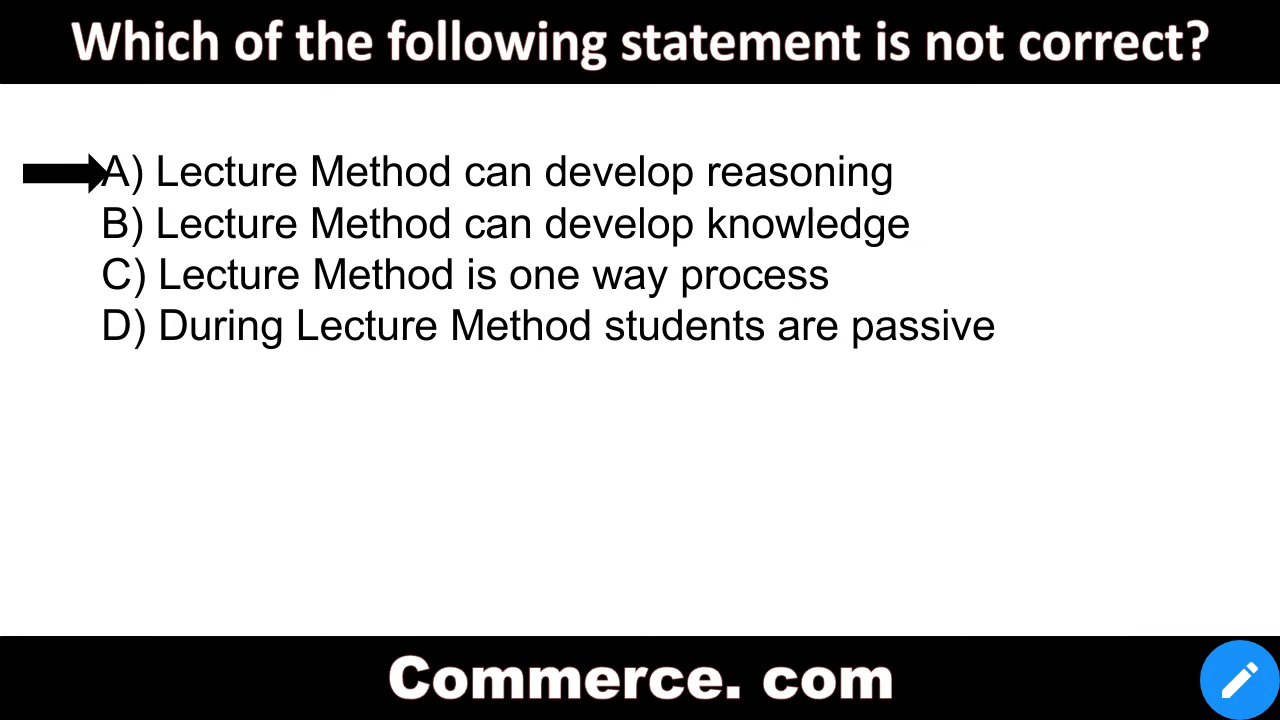 Which of the following statement is not correct?
A) Lecture Method can develop reasoning
B) Lecture Method can develop knowledge
C) Lecture Method is one way process
D) During Lecture Method students are passive
Commerce. com